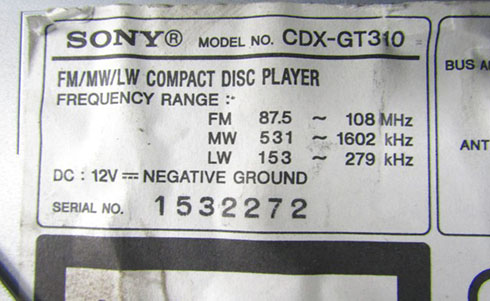 SONY® MODEL NO. CDX-GT310
FM/MW/LW COMPACT DISC PLAYER
FREQUENCY RANGE :-
FM 87.5 ~ 108 MHz
MW 531 ~ 1602 kHz
LW 153 ~ 279 kHz
DC : 12V ⎓ NEGATIVE GROUND
SERIAL NO. 1532272
BUS A
ANT